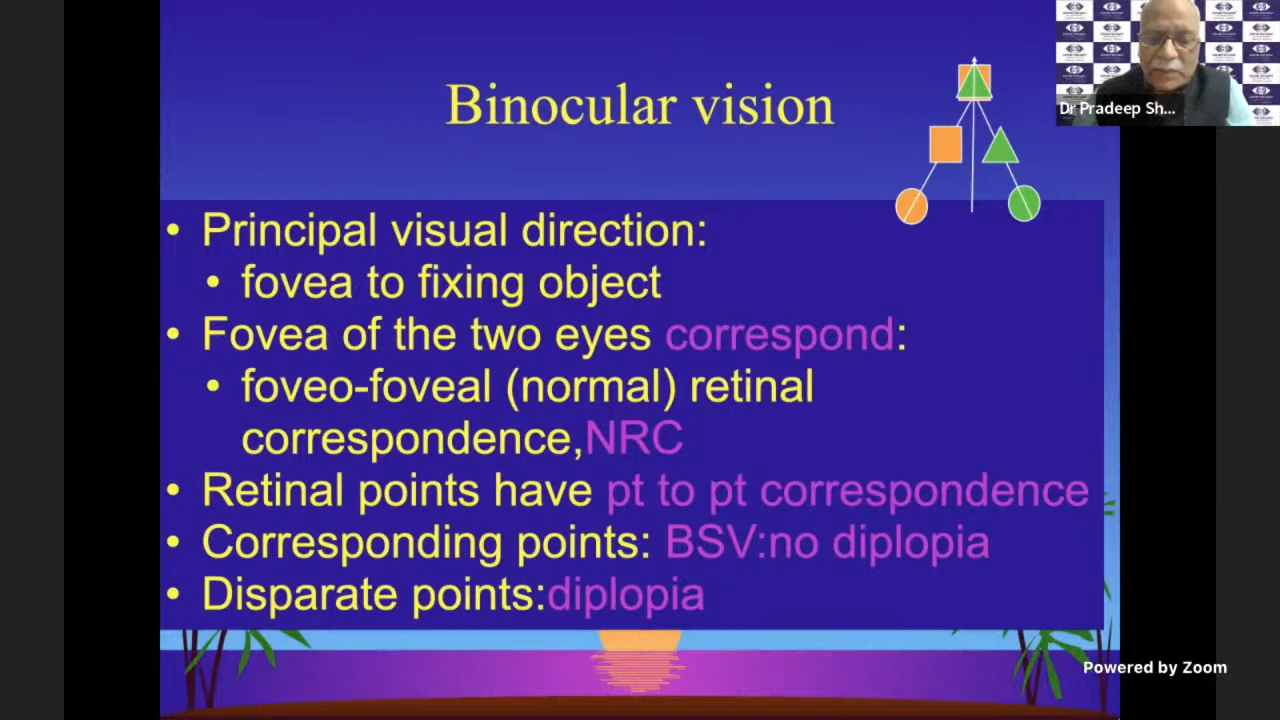 Binocular vision
Dr Pradeep Sh...
• Principal visual direction:
• fovea to fixing object
• Fovea of the two eyes correspond:
• foveo-foveal (normal) retinal
correspondence,NRC
• Retinal points have pt to pt correspondence
• Corresponding points: BSV:no diplopia
• Disparate points:diplopia
Powered by Zoom